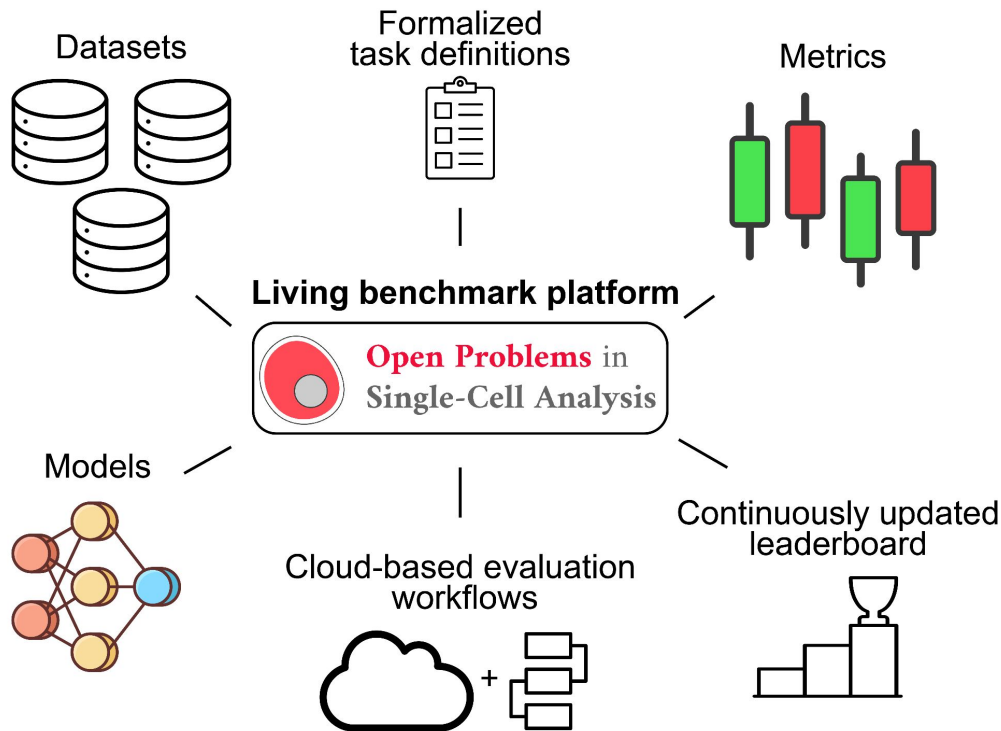 Datasets
Formalized
task definitions
Metrics
Living benchmark platform
Open Problems in
Single-Cell Analysis
Models
Cloud-based evaluation
workflows
+
Continuously updated
leaderboard